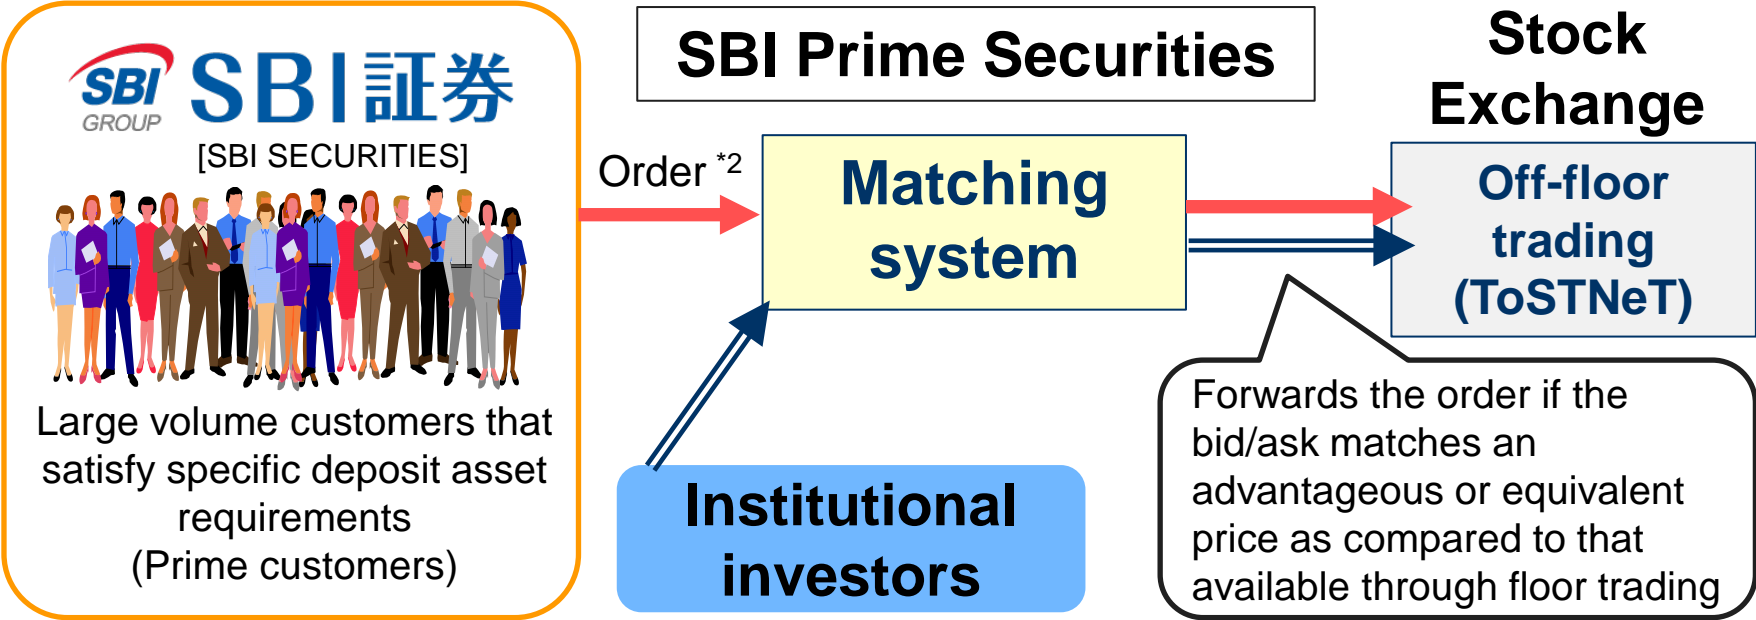 SBI
GROUP
SBI証券
[SBI SECURITIES]
Large volume customers that
satisfy specific deposit asset
requirements
(Prime customers)
SBI Prime Securities
Order *2
Matching
system
Institutional
investors
Stock
Exchange
Off-floor
trading
(ToSTNeT)
Forwards the order if the
bid/ask matches an
advantageous or equivalent
price as compared to that
available through floor trading